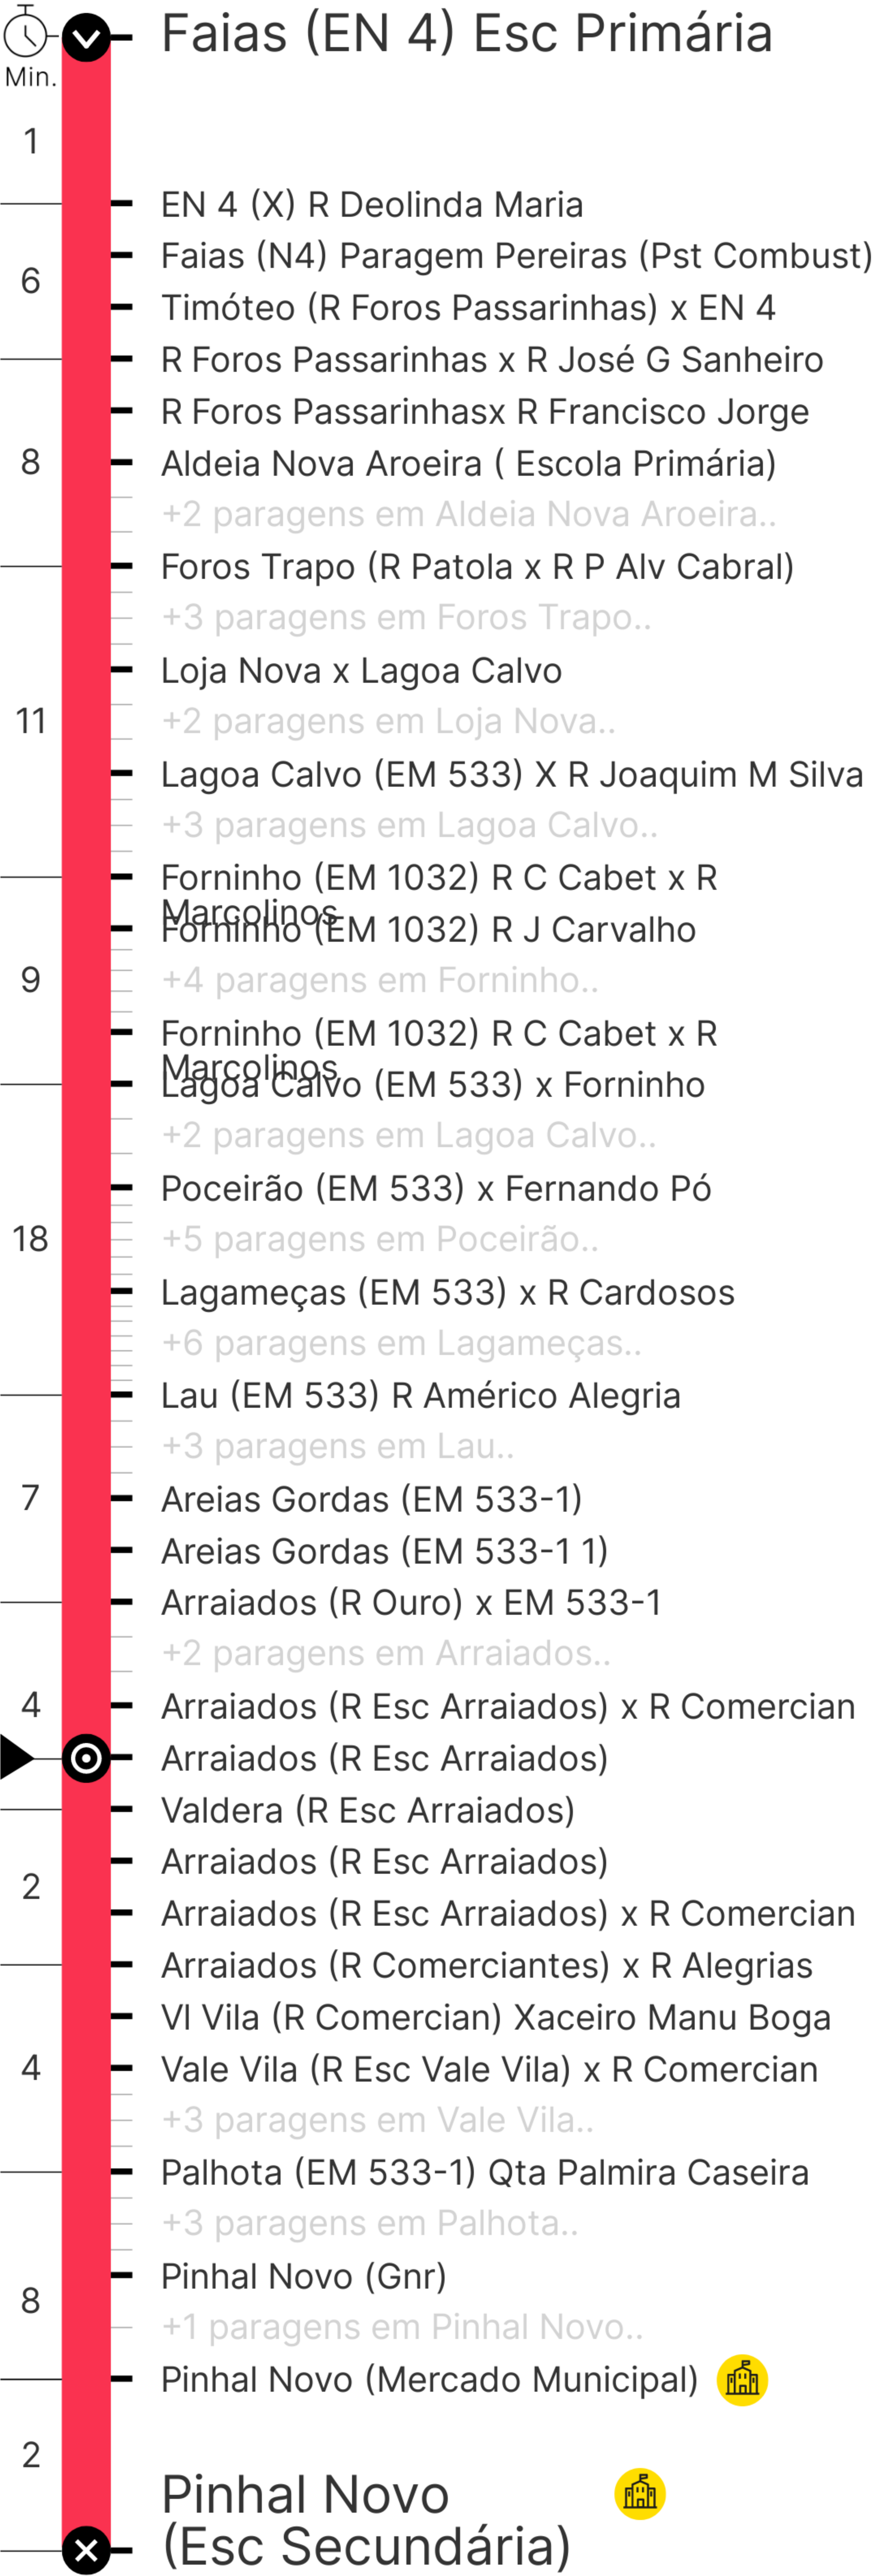 Faias (EN 4) Esc Primária
Min.
1
EN 4 (X) R Deolinda Maria
Faias (N4) Paragem Pereiras (Pst Combust)
6
Timóteo (R Foros Passarinhas) x EN 4
R Foros Passarinhas x R José G Sanheiro
R Foros Passarinhasx R Francisco Jorge
8
Aldeia Nova Aroeira ( Escola Primária)
+2 paragens em Aldeia Nova Aroeira..
Foros Trapo (R Patola x R P Alv Cabral)
+3 paragens em Foros Trapo..
Loja Nova x Lagoa Calvo
11
+2 paragens em Loja Nova..
Lagoa Calvo (EM 533) X R Joaquim M Silva
+3 paragens em Lagoa Calvo..
Forninho (EM 1032) R C Cabet x R
Marcolinos
Forninho (EM 1032) R J Carvalho
9
+4 paragens em Forninho..
Forninho (EM 1032) R C Cabet x R
Marcolinos
Lagoa Calvo (EM 533) x Forninho
+2 paragens em Lagoa Calvo..
Poceirão (EM 533) x Fernando Pó
18
+5 paragens em Poceirão..
Lagameças (EM 533) x R Cardosos
+6 paragens em Lagameças..
Lau (EM 533) R Américo Alegria
+3 paragens em Lau..
7
Areias Gordas (EM 533-1)
Areias Gordas (EM 533-1 1)
Arraiados (R Ouro) x EM 533-1
+2 paragens em Arraiados..
4
Arraiados (R Esc Arraiados) x R Comercian
Arraiados (R Esc Arraiados)
Valdera (R Esc Arraiados)
Arraiados (R Esc Arraiados)
2
Arraiados (R Esc Arraiados) x R Comercian
Arraiados (R Comerciantes) x R Alegrias
Vl Vila (R Comercian) Xaceiro Manu Boga
4
Vale Vila (R Esc Vale Vila) x R Comercian
+3 paragens em Vale Vila..
Palhota (EM 533-1) Qta Palmira Caseira
+3 paragens em Palhota..
Pinhal Novo (Gnr)
8
+1 paragens em Pinhal Novo..
Pinhal Novo (Mercado Municipal)
2
Pinhal Novo
(Esc Secundária)